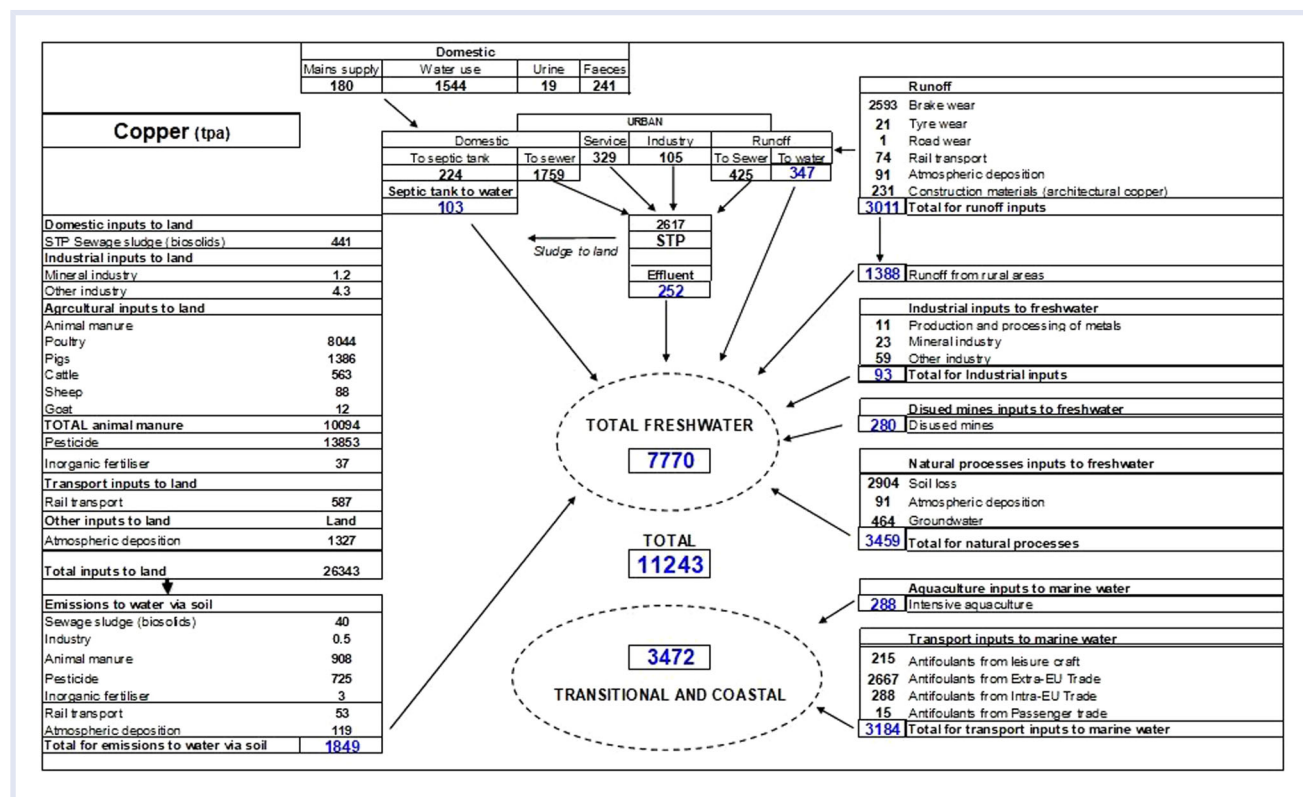 Domestic
Mains supply Water use Urine Faeces
180 1544 19 241
Copper (tpa)
URBAN
Domestic Service Industry Runoff
To septic tank To sewer 329 105 To Sewer To water
224 1759 425 347
Septic tank to water
103
2617
STP
Sludge to land
Effluent
252
Runoff
2593 Brake wear
21 Tyre wear
1 Road wear
74 Rail transport
91 Atmospheric deposition
231 Construction materials (architectural copper)
3011 Total for runoff inputs
1388 Runoff from rural areas
Industrial inputs to freshwater
11 Production and processing of metals
23 Mineral industry
59 Other industry
93 Total for Industrial inputs
Disued mines inputs to freshwater
280 Disused mines
Natural processes inputs to freshwater
2904 Soil loss
91 Atmospheric deposition
464 Groundwater
3459 Total for natural processes
Aquaculture inputs to marine water
288 Intensive aquaculture
Transport inputs to marine water
215 Antifoulants from leisure craft
2667 Antifoulants from Extra-EU Trade
288 Antifoulants from Intra-EU Trade
15 Antifoulants from Passenger trade
3184 Total for transport inputs to marine water
Domestic inputs to land
STP Sewage sludge (biosolids) 441
Industrial inputs to land
Mineral industry 1.2
Other industry 4.3
Agrcultural inputs to land
Animal manure
Poultry 8044
Pigs 1386
Cattle 563
Sheep 88
Goat 12
TOTAL animal manure 10094
Pesticide 13853
Inorganic fertiliser 37
Transport inputs to land
Rail transport 587
Other inputs to land Land
Atmospheric deposition 1327
Total inputs to land 26343
Emissions to water via soil
Sewage sludge (biosolids) 40
Industry 0.5
Animal manure 908
Pesticide 725
Inorganic fertiliser 3
Rail transport 53
Atmospheric deposition 119
Total for emissions to water via soil 1849
TOTAL FRESHWATER
7770
TOTAL
11243
3472
TRANSITIONAL AND COASTAL